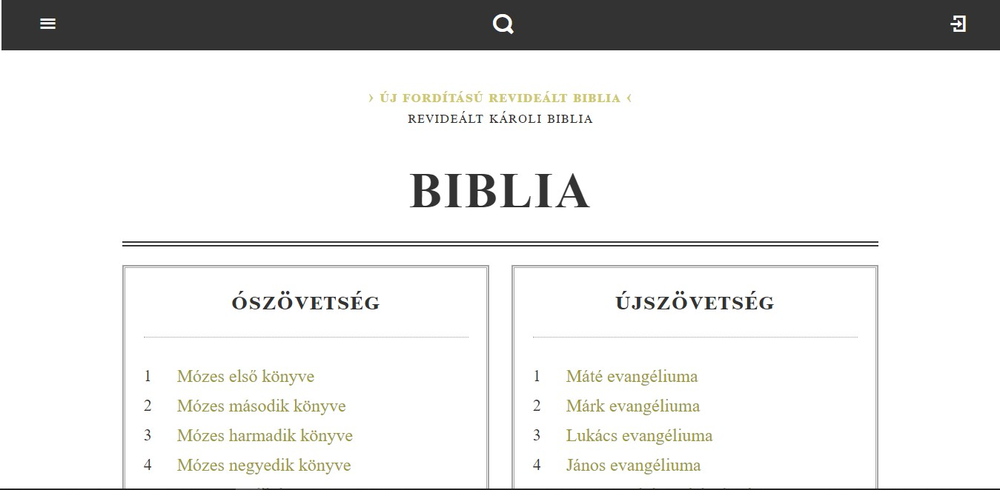 › ÚJ FORDÍTÁSÚ REVIDEÁLT BIBLIA ‹
REVIDEÁLT KÁROLI BIBLIA
BIBLIA
ÓSZÖVETSÉG
1 Mózes első könyve
2 Mózes második könyve
3 Mózes harmadik könyve
4 Mózes negyedik könyve
ÚJSZÖVETSÉG
1 Máté evangéliuma
2 Márk evangéliuma
3 Lukács evangéliuma
4 János evangéliuma